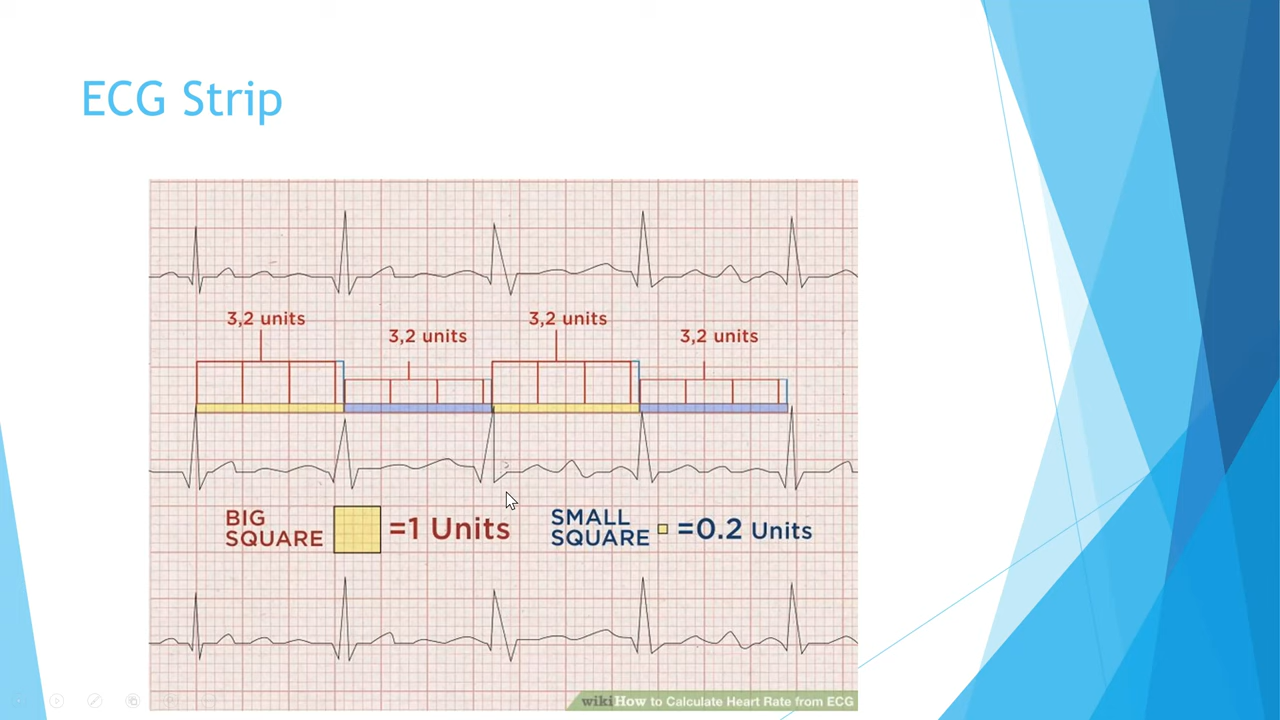 ECG Strip
3,2 units
3,2 units
3,2 units
3,2 units
BIG
SQUARE
=1 Units
SMALL
SQUARE
=0.2 Units
wikiHow to Calculate Heart Rate from ECG